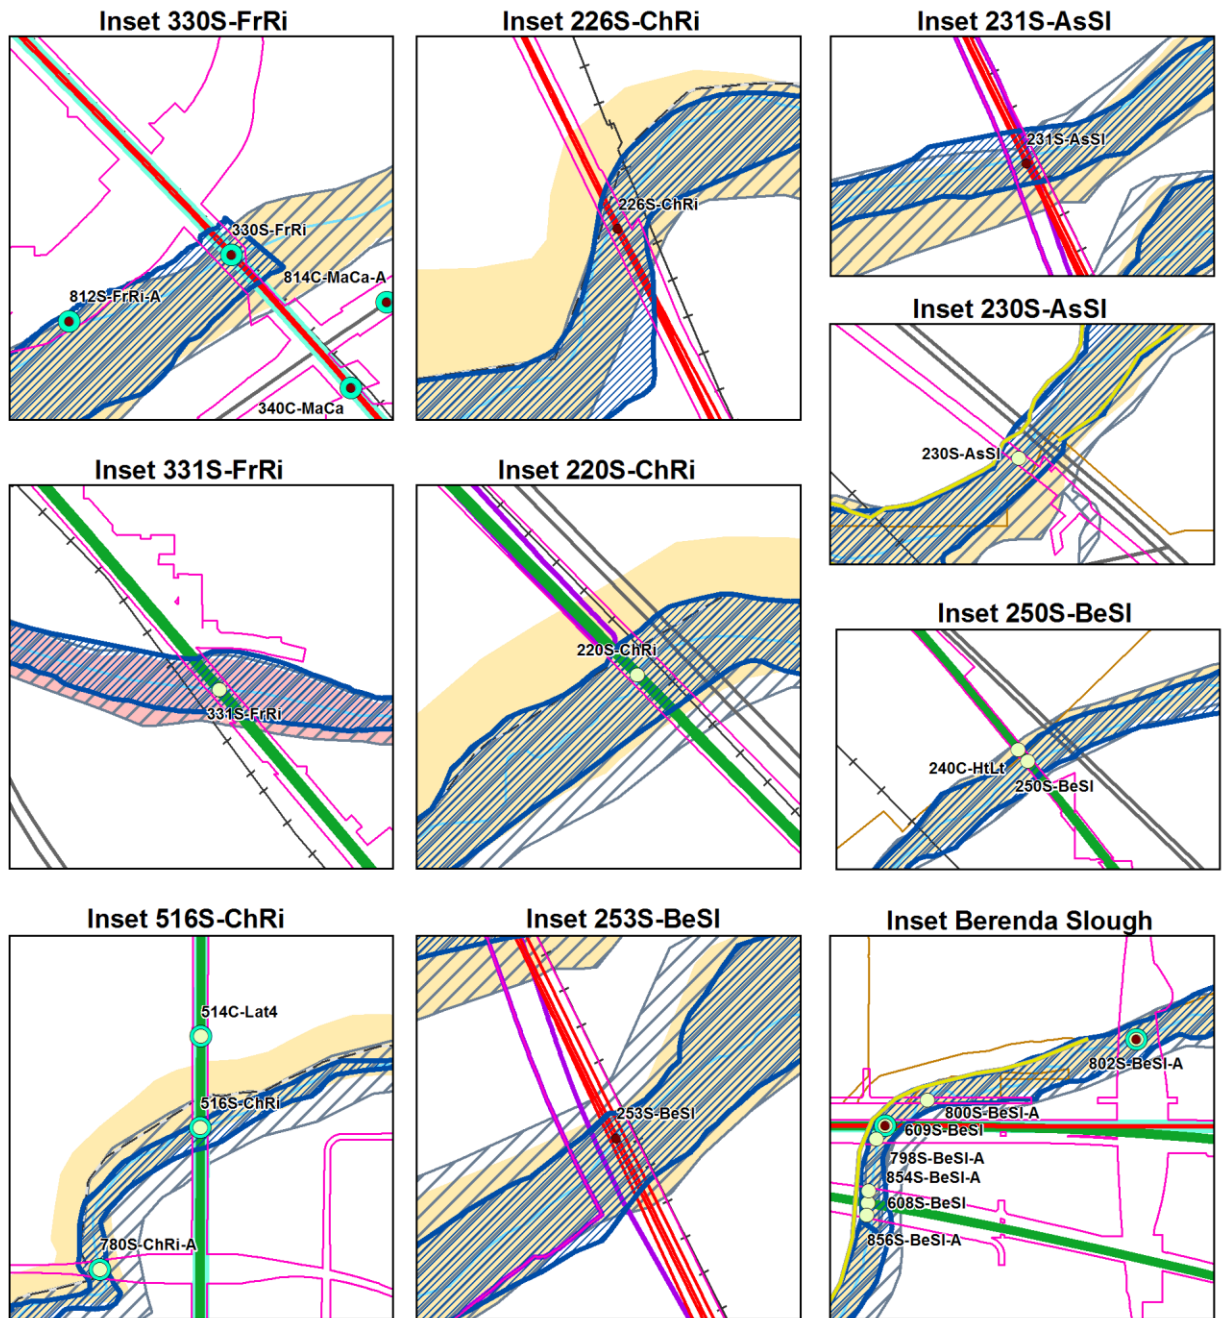 Inset 330S-FrRi
330S-FrRi
814C-MaCa-A
812S-FrRi-A
340C-MaCa
Inset 226S-ChRi
226S-ChRi
Inset 231S-AsSl
231S-AsSl
Inset 230S-AsSl
230S-AsSl
Inset 331S-FrRi
331S-FrRi
Inset 220S-ChRi
220S-ChRi
Inset 250S-BeSl
240C-HtLt
250S-BeSl
Inset 516S-ChRi
514C-Lat4
516S-ChRi
780S-ChRi-A
Inset 253S-BeSl
253S-BeSl
Inset Berenda Slough
802S-BeSl-A
800S-BeSl-A
609S-BeSl
798S-BeSl-A
854S-BeSl-A
608S-BeSl
856S-BeSl-A